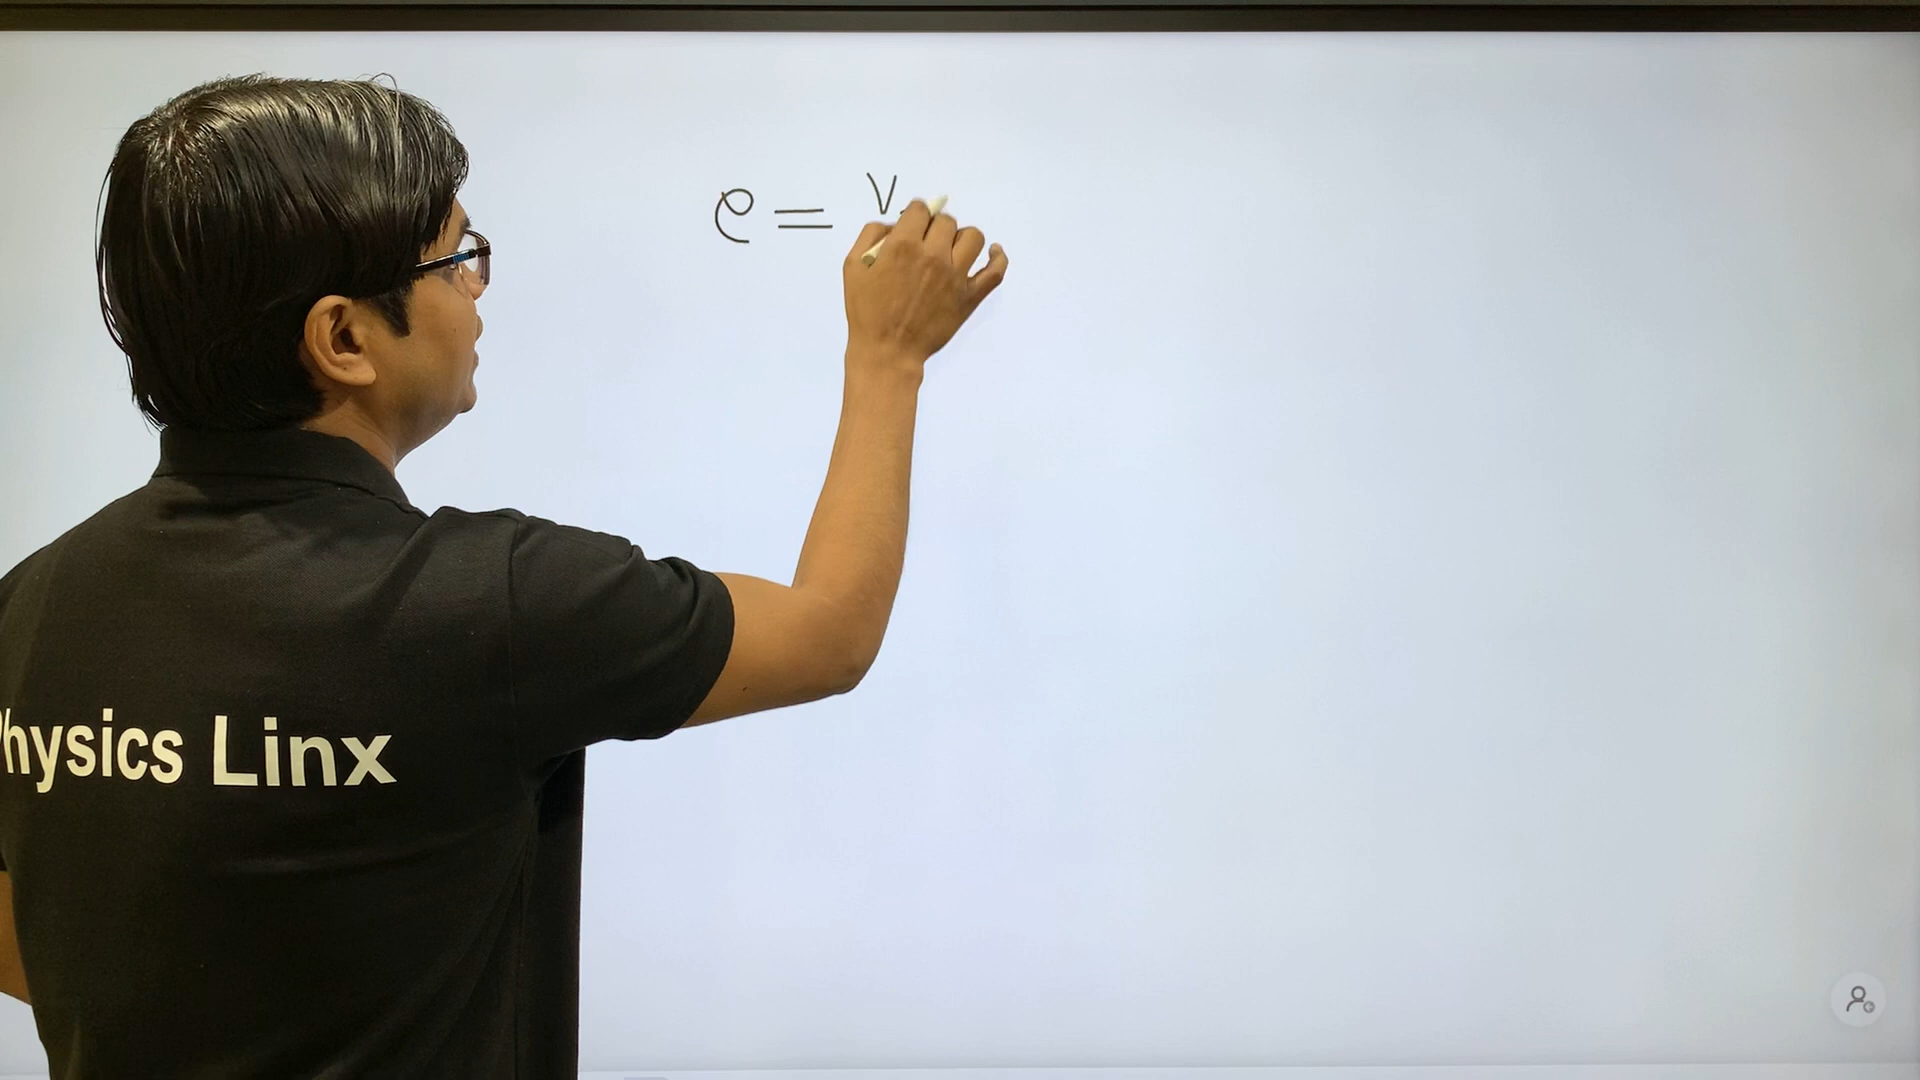 e = v
Physics Linx